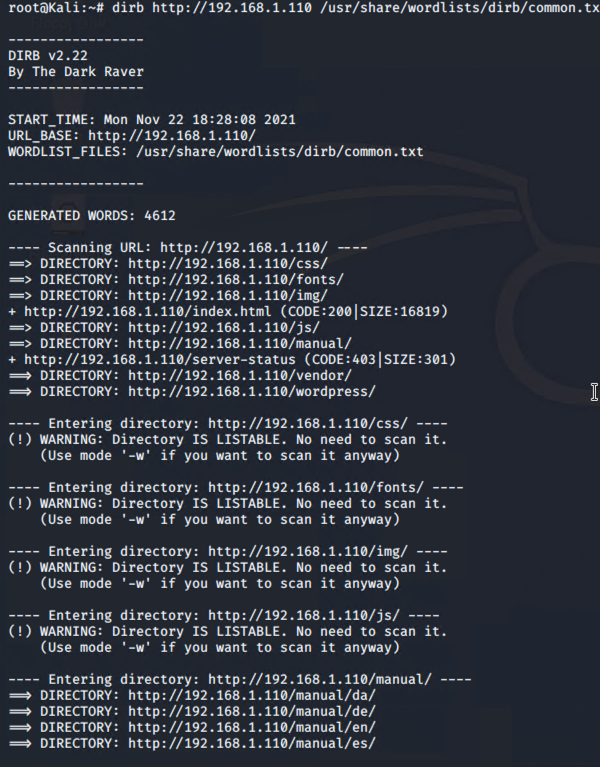 root@Kali:~# dirb http://192.168.1.110 /usr/share/wordlists/dirb/common.tx
-----------------
DIRB v2.22
By The Dark Raver
-----------------
START_TIME: Mon Nov 22 18:28:08 2021
URL_BASE: http://192.168.1.110/
WORDLIST_FILES: /usr/share/wordlists/dirb/common.txt
-----------------
GENERATED WORDS: 4612
---- Scanning URL: http://192.168.1.110/ ----
==> DIRECTORY: http://192.168.1.110/css/
==> DIRECTORY: http://192.168.1.110/fonts/
==> DIRECTORY: http://192.168.1.110/img/
+ http://192.168.1.110/index.html (CODE:200|SIZE:16819)
==> DIRECTORY: http://192.168.1.110/js/
==> DIRECTORY: http://192.168.1.110/manual/
+ http://192.168.1.110/server-status (CODE:403|SIZE:301)
==> DIRECTORY: http://192.168.1.110/vendor/
==> DIRECTORY: http://192.168.1.110/wordpress/
---- Entering directory: http://192.168.1.110/css/ ----
(!) WARNING: Directory IS LISTABLE. No need to scan it.
(Use mode '-w' if you want to scan it anyway)
---- Entering directory: http://192.168.1.110/fonts/ ----
(!) WARNING: Directory IS LISTABLE. No need to scan it.
(Use mode '-w' if you want to scan it anyway)
---- Entering directory: http://192.168.1.110/img/ ----
(!) WARNING: Directory IS LISTABLE. No need to scan it.
(Use mode '-w' if you want to scan it anyway)
---- Entering directory: http://192.168.1.110/js/ ----
(!) WARNING: Directory IS LISTABLE. No need to scan it.
(Use mode '-w' if you want to scan it anyway)
---- Entering directory: http://192.168.1.110/manual/ ----
==> DIRECTORY: http://192.168.1.110/manual/da/
==> DIRECTORY: http://192.168.1.110/manual/de/
==> DIRECTORY: http://192.168.1.110/manual/en/
==> DIRECTORY: http://192.168.1.110/manual/es/